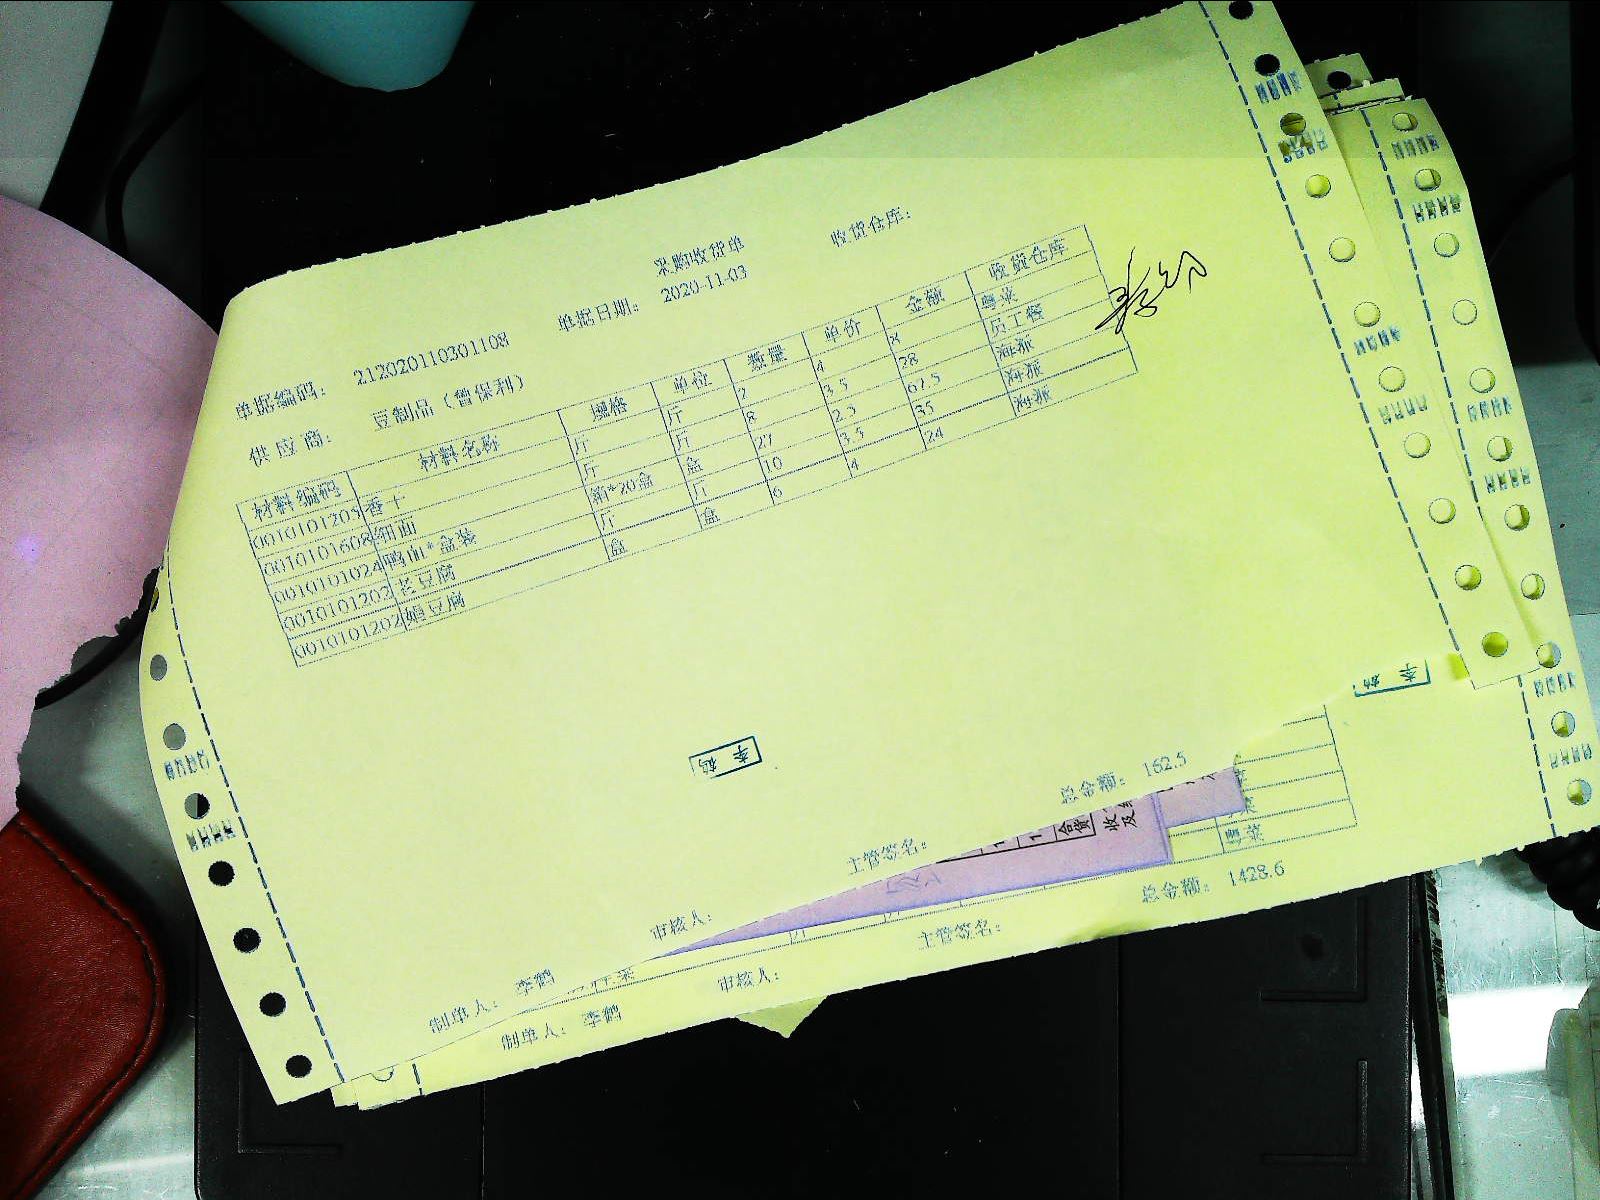 采购收货单
收货仓库：
单据编码： 212020110301108 单据日期： 2020-11-03
供应商： 豆制品（曾保利）
材料编码 材料名称 规格 单位 数量 单价 金额 收货仓库
0010101205 香干 斤 斤 2 4 8 粤菜
0010101608 细面 斤 斤 8 3.5 28 员工餐
0010101024 鸭血*盒装 箱*20盒 盒 27 2.5 67.5 海派
0010101202 老豆腐 斤 斤 10 3.5 35 海派
0010101202 娟豆腐 盒 盒 6 4 24 海派
李鹤
制单人： 李鹤 审核人： 主管签名： 总金额： 162.5
粤菜
制单人： 李鹤 审核人： 主管签名： 总金额： 1428.6